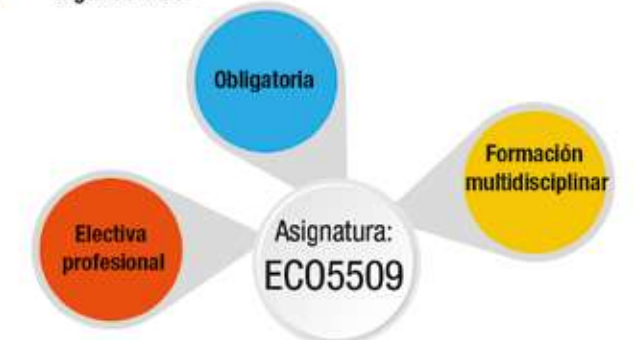 Obligatoria
Formación
multidisciplinar
Electiva
profesional
Asignatura:
ECO5509